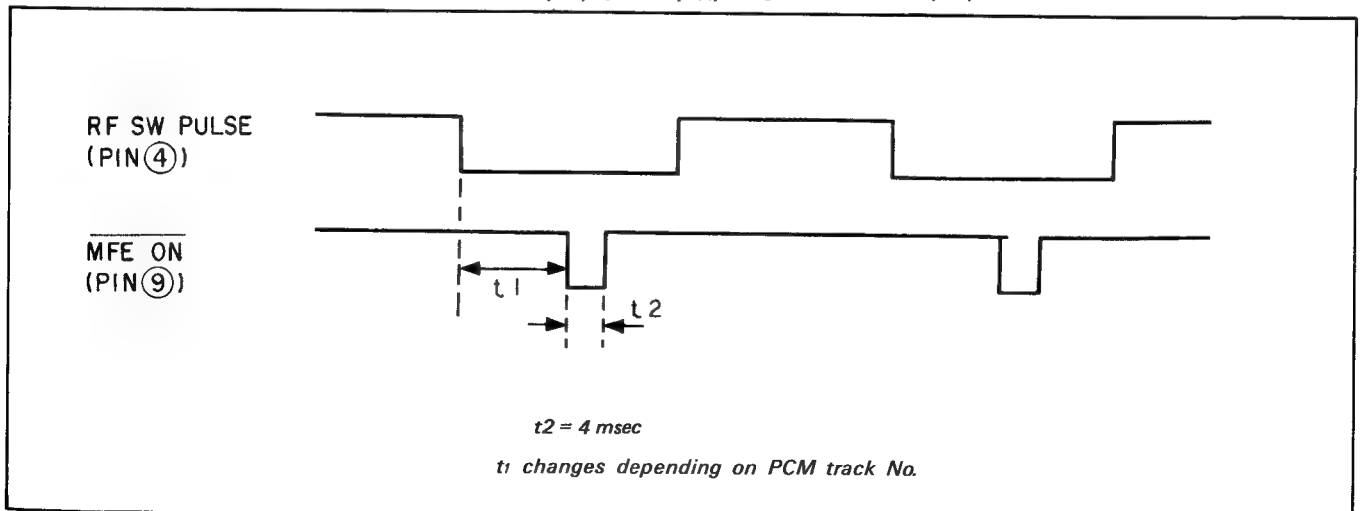 RF SW PULSE
(PIN④)
MFE ON
(PIN⑨)
t1
t2
t2 = 4 msec
t1 changes depending on PCM track No.